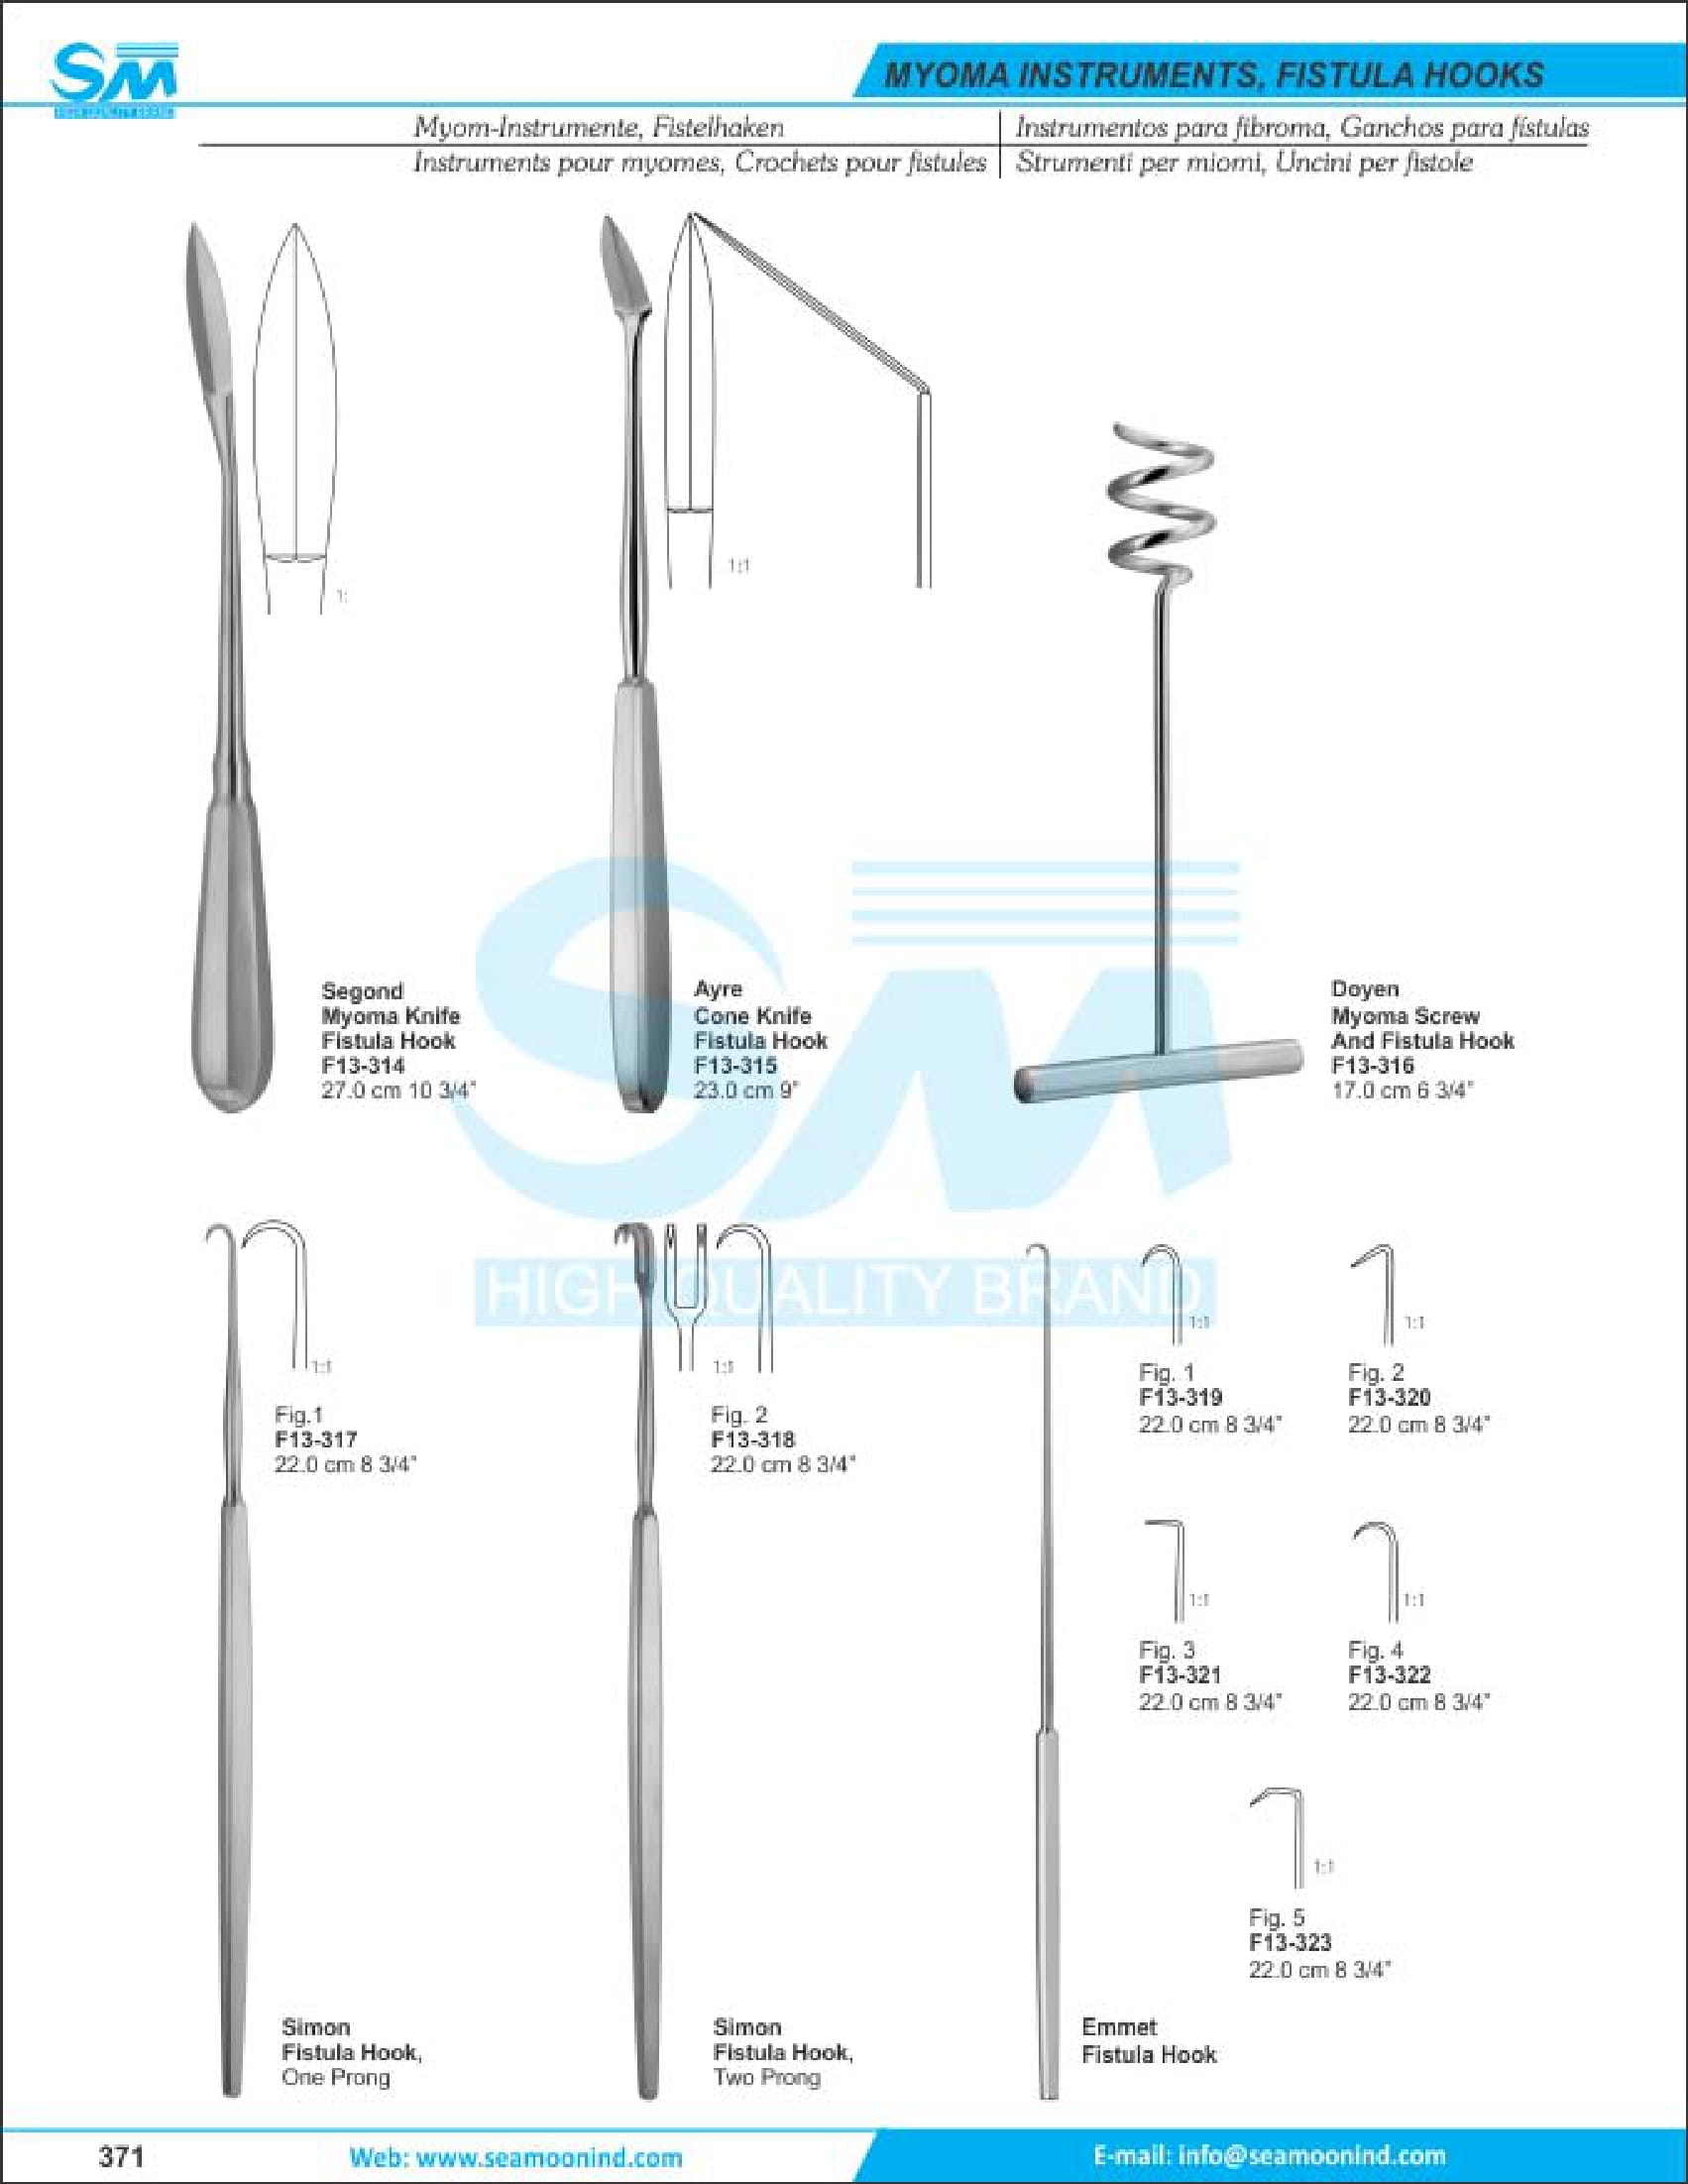 SM
HIGH QUALITY BRAND
MYOMA INSTRUMENTS, FISTULA HOOKS
Myom-Instrumente, Fistelhaken
Instrumentos para fibroma, Ganchos para fístulas
Instruments pour myomes, Crochets pour fistules
Strumenti per miomi, Uncini per fistole
1:
1:1
Segond
Myoma Knife
Fistula Hook
F13-314
27.0 cm 10 3/4"
Ayre
Cone Knife
Fistula Hook
F13-315
23.0 cm 9"
Doyen
Myoma Screw
And Fistula Hook
F13-316
17.0 cm 6 3/4"
SM
HIGH QUALITY BRAND
1:1
Fig.1
F13-317
22.0 cm 8 3/4"
1:1
Fig. 2
F13-318
22.0 cm 8 3/4"
1:1
Fig. 1
F13-319
22.0 cm 8 3/4"
1:1
Fig. 2
F13-320
22.0 cm 8 3/4"
1:1
Fig. 3
F13-321
22.0 cm 8 3/4"
1:1
Fig. 4
F13-322
22.0 cm 8 3/4"
1:1
Fig. 5
F13-323
22.0 cm 8 3/4"
Simon
Fistula Hook,
One Prong
Simon
Fistula Hook,
Two Prong
Emmet
Fistula Hook
371
Web: www.seamoonind.com
E-mail: info@seamoonind.com